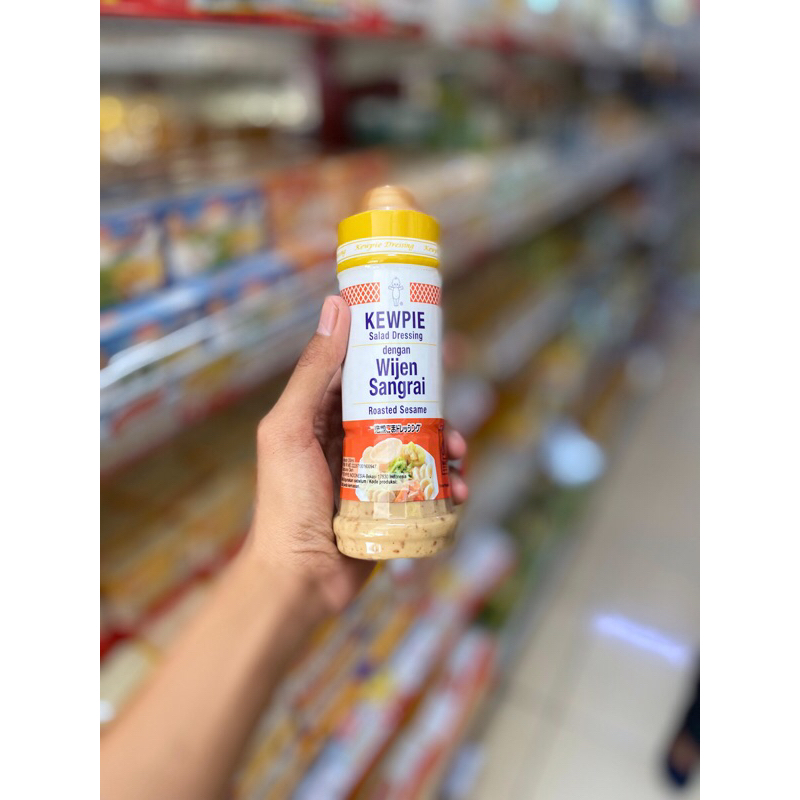 Kewpie Dressing
KEWPIE
Salad Dressing
dengan
Wijen
Sangrai
Roasted Sesame